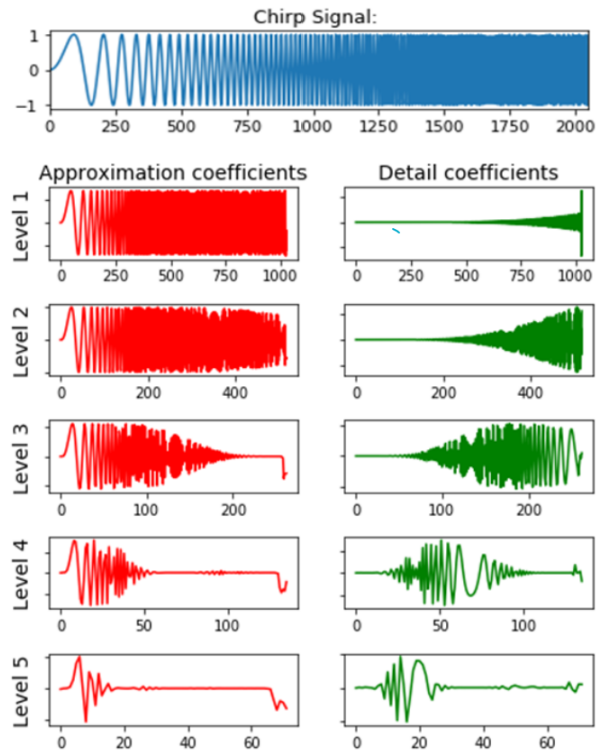 Chirp Signal:
1
0
−1
0 250 500 750 1000 1250 1500 1750 2000
Approximation coefficients Detail coefficients
Level 1
0 250 500 750 1000 0 250 500 750 1000
Level 2
0 200 400 0 200 400
Level 3
0 100 200 0 100 200
Level 4
0 50 100 0 50 100
Level 5
0 20 40 60 0 20 40 60